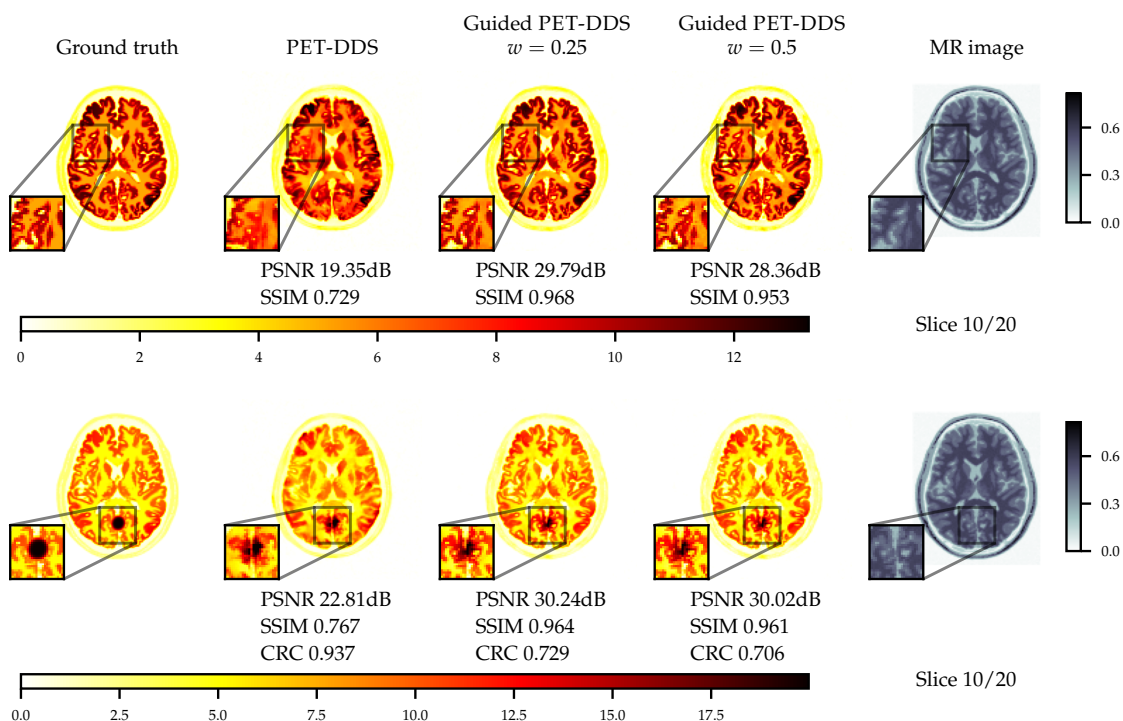 Ground truth
PET-DDS
Guided PET-DDS
w = 0.25
Guided PET-DDS
w = 0.5
MR image
0.6
0.3
0.0
PSNR 19.35dB
SSIM 0.729
PSNR 29.79dB
SSIM 0.968
PSNR 28.36dB
SSIM 0.953
0 2 4 6 8 10 12
Slice 10/20
0.6
0.3
0.0
PSNR 22.81dB
SSIM 0.767
CRC 0.937
PSNR 30.24dB
SSIM 0.964
CRC 0.729
PSNR 30.02dB
SSIM 0.961
CRC 0.706
0.0 2.5 5.0 7.5 10.0 12.5 15.0 17.5
Slice 10/20